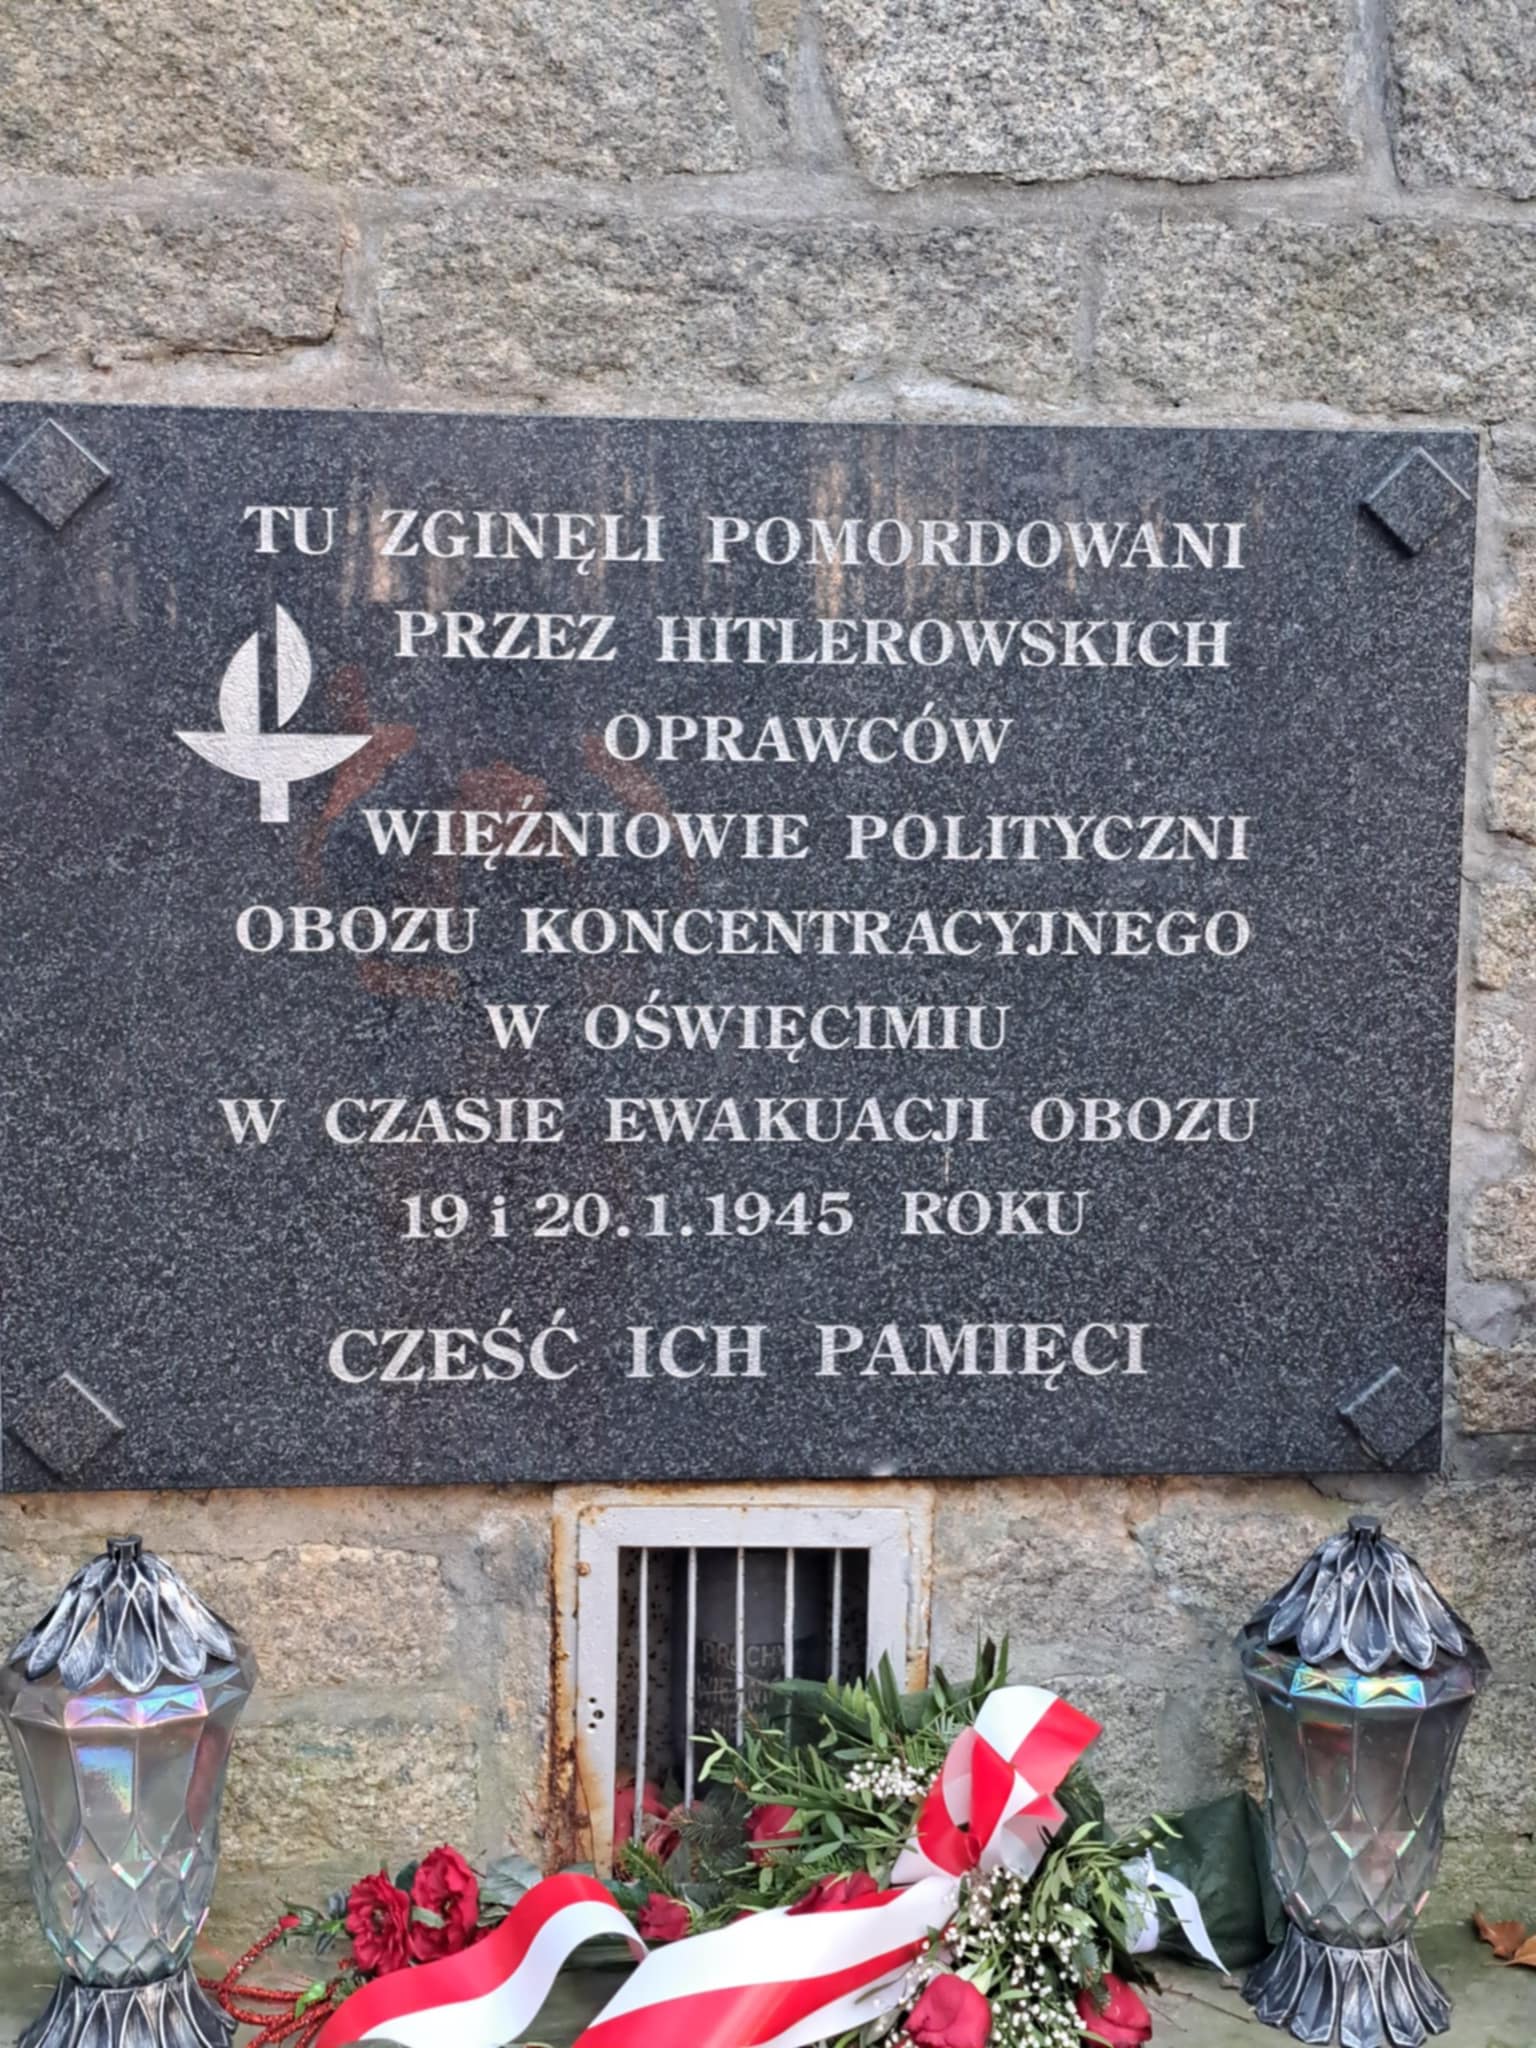 TU ZGINĘLI POMORDOWANI
PRZEZ HITLEROWSKICH
OPRAWCÓW
WIĘŹNIOWIE POLITYCZNI
OBOZU KONCENTRACYJNEGO
W OŚWIĘCIMIU
W CZASIE EWAKUACJI OBOZU
19 i 20.1.1945 ROKU
CZEŚĆ ICH PAMIĘCI
PROCHY